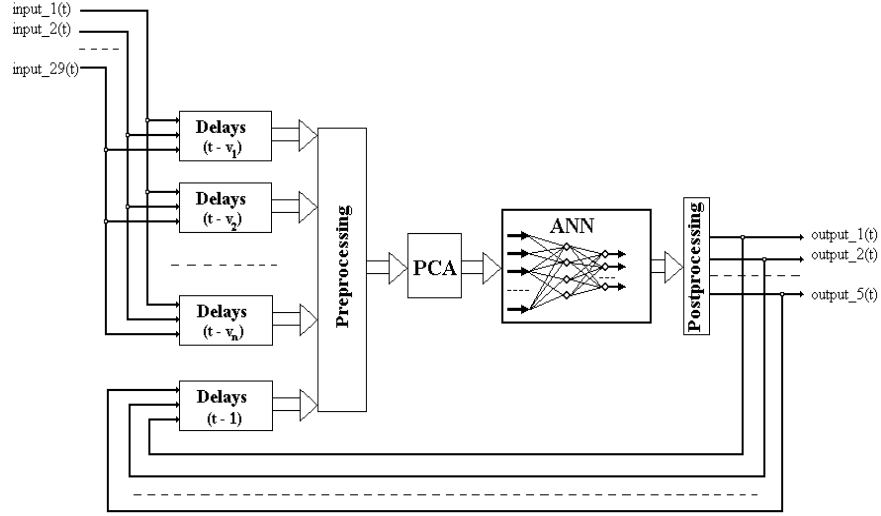 input_1(t)
input_2(t)
input_29(t)
Delays
(t - v1)
Delays
(t - v2)
Delays
(t - vn)
Delays
(t - 1)
Preprocessing
PCA
ANN
Postprocessing
output_1(t)
output_2(t)
output_5(t)